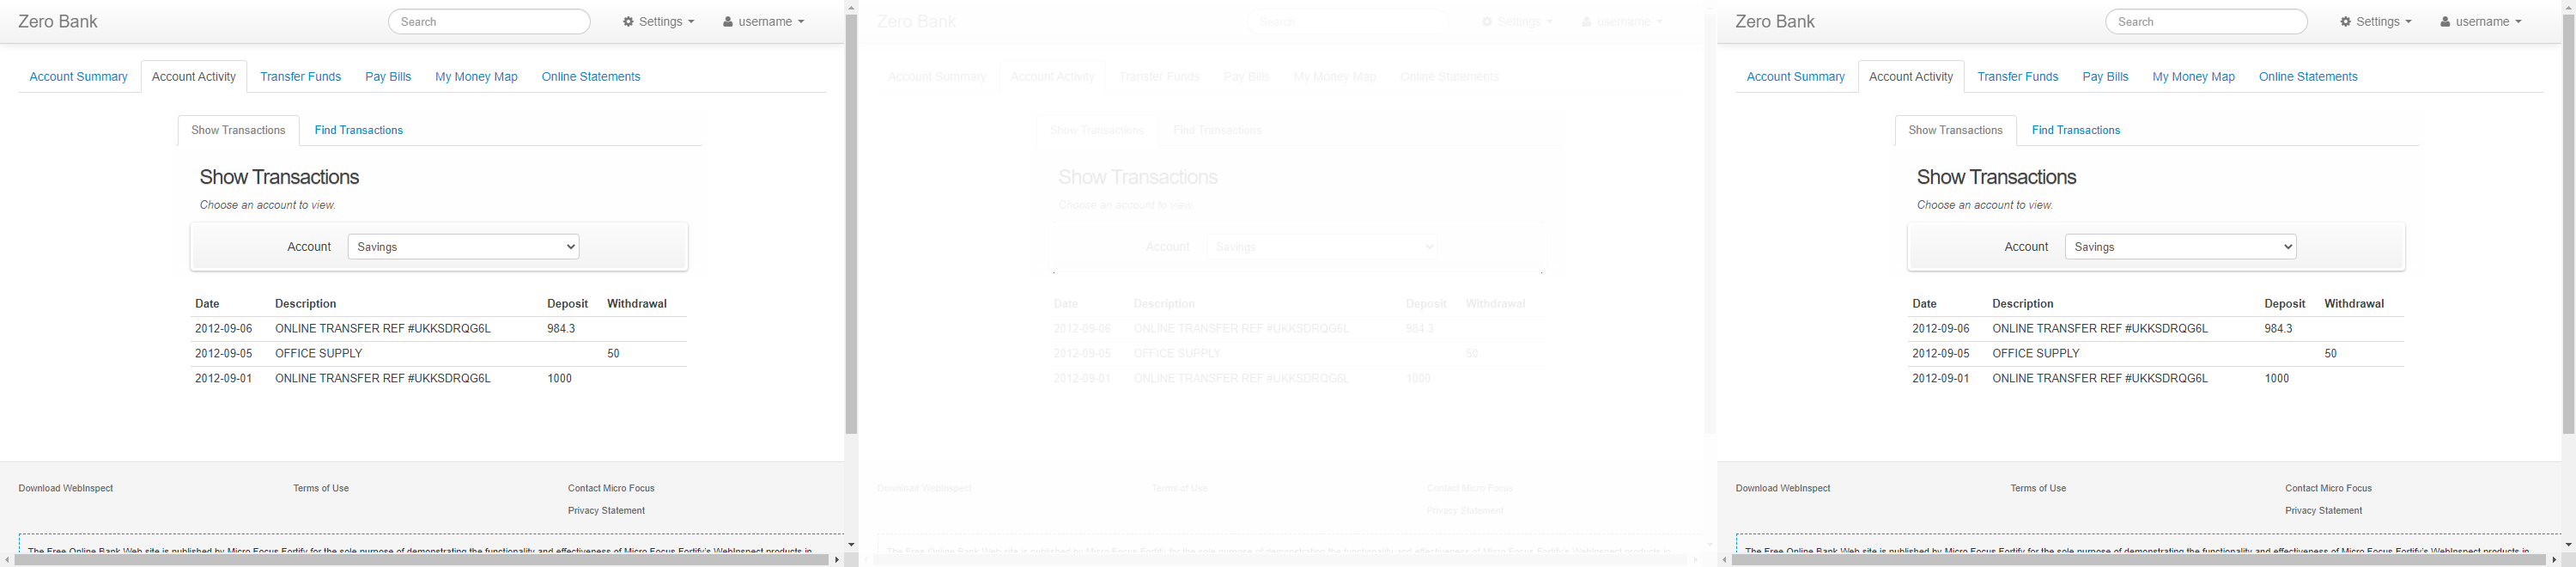 Zero Bank Search Settings username
Account Summary Account Activity Transfer Funds Pay Bills My Money Map Online Statements
Show Transactions Find Transactions
Show Transactions
Choose an account to view.
Account Savings
Date Description Deposit Withdrawal
2012-09-06 ONLINE TRANSFER REF #UKKSDRQG6L 984.3
2012-09-05 OFFICE SUPPLY 50
2012-09-01 ONLINE TRANSFER REF #UKKSDRQG6L 1000
Download WebInspect Terms of Use Contact Micro Focus
Privacy Statement
The Free Online Bank Web site is published by Micro Focus Fortify for the sole purpose of demonstrating the functionality and effectiveness of Micro Focus Fortify's WebInspect products in
Zero Bank Search Settings username
Account Summary Account Activity Transfer Funds Pay Bills My Money Map Online Statements
Show Transactions Find Transactions
Show Transactions
Choose an account to view.
Account Savings
Date Description Deposit Withdrawal
2012-09-06 ONLINE TRANSFER REF #UKKSDRQG6L 984.3
2012-09-05 OFFICE SUPPLY 50
2012-09-01 ONLINE TRANSFER REF #UKKSDRQG6L 1000
Download WebInspect Terms of Use Contact Micro Focus
Privacy Statement
The Free Online Bank Web site is published by Micro Focus Fortify for the sole purpose of demonstrating the functionality and effectiveness of Micro Focus Fortify's WebInspect products in
Zero Bank Search Settings username
Account Summary Account Activity Transfer Funds Pay Bills My Money Map Online Statements
Show Transactions Find Transactions
Show Transactions
Choose an account to view.
Account Savings
Date Description Deposit Withdrawal
2012-09-06 ONLINE TRANSFER REF #UKKSDRQG6L 984.3
2012-09-05 OFFICE SUPPLY 50
2012-09-01 ONLINE TRANSFER REF #UKKSDRQG6L 1000
Download WebInspect Terms of Use Contact Micro Focus
Privacy Statement
The Free Online Bank Web site is published by Micro Focus Fortify for the sole purpose of demonstrating the functionality and effectiveness of Micro Focus Fortify's WebInspect products in